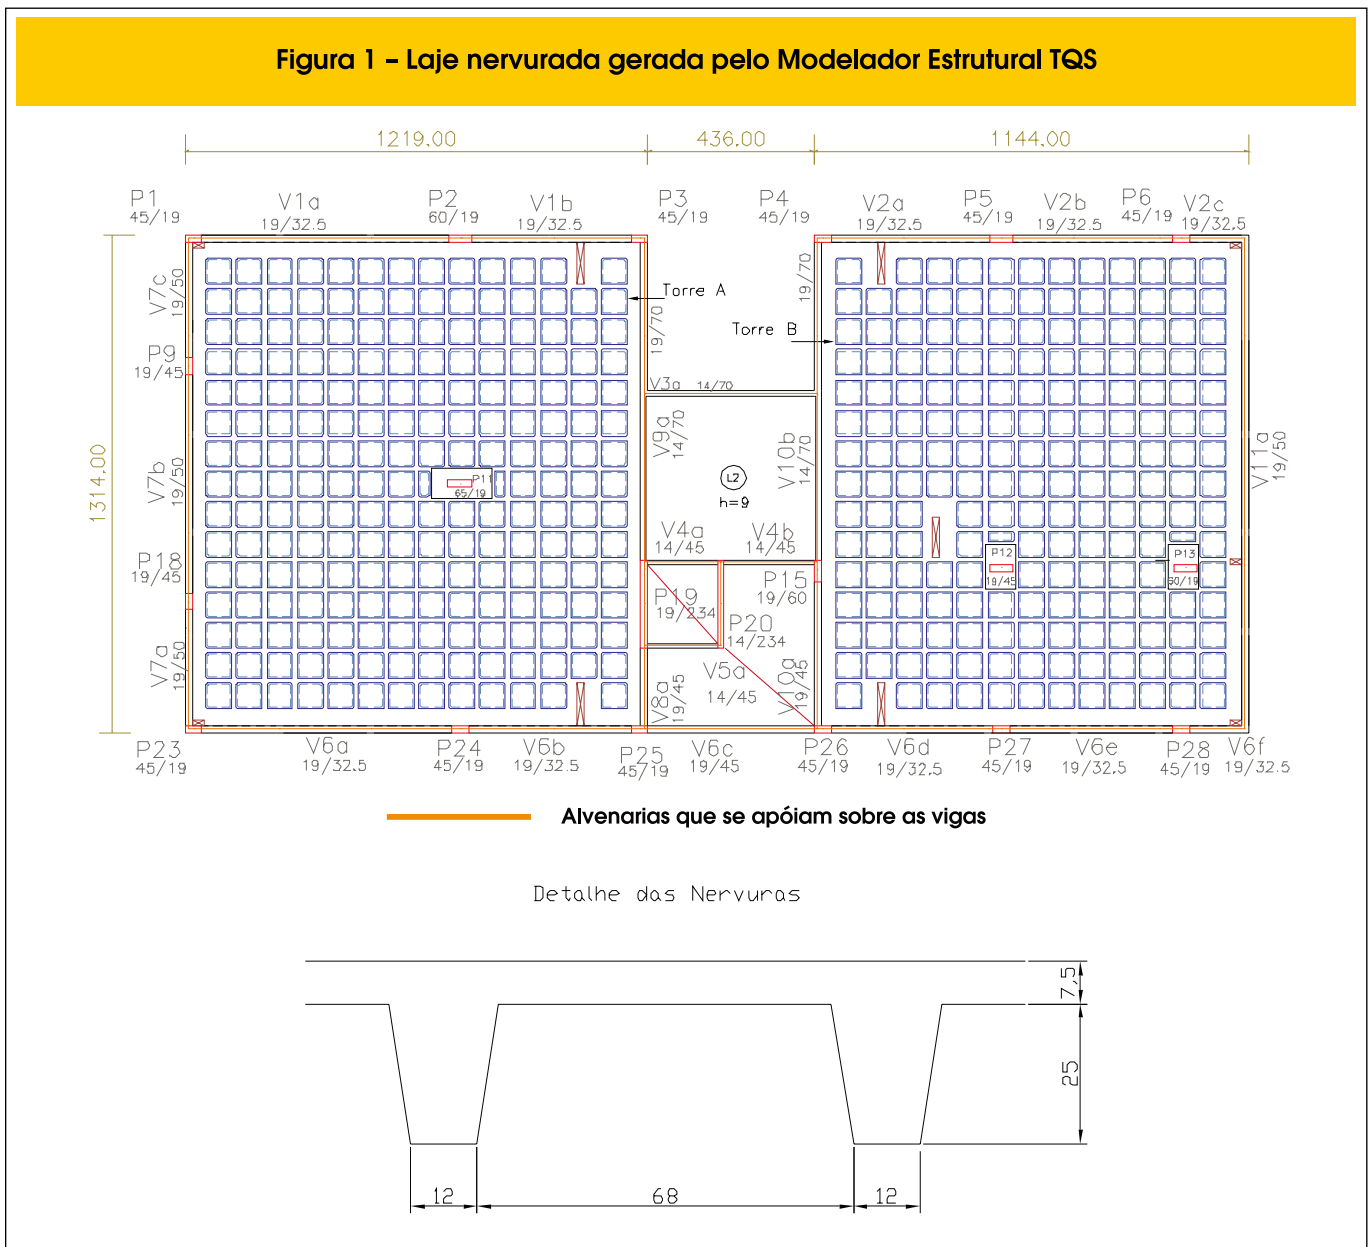 Figura 1 – Laje nervurada gerada pelo Modelador Estrutural TQS
1219.00 436.00 1144.00
P1 45/19 V1a 19/32.5 P2 60/19 V1b 19/32.5 P3 45/19 P4 45/19 V2a 19/32.5 P5 45/19 V2b 19/32.5 P6 45/19 V2c 19/32.5
V7c 19/50
19/70
19/70
Torre A
Torre B
P9 19/45
V3a 14/70
1314.00
V7b 19/50
V9a 14/70
V10b 14/70
V11a 19/50
P11 65/19
L2
h=9
V4a 14/45 V4b 14/45
P18 19/45
P12 19/45
P13 60/19
P19 19/234
P15 19/60
P20 14/234
V7a 19/50
V8a 19/45
V5a 14/45
V10a 19/45
P23 45/19 V6a 19/32.5 P24 45/19 V6b 19/32.5 P25 45/19 V6c 19/45 P26 45/19 V6d 19/32.5 P27 45/19 V6e 19/32.5 P28 45/19 V6f 19/32.5
Alvenarias que se apóiam sobre as vigas
Detalhe das Nervuras
7,5
25
12 68 12